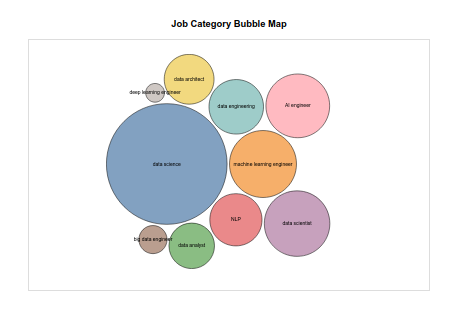 Job Category Bubble Map
data architect
deep learning engineer
data engineering
AI engineer
data science
machine learning engineer
NLP
data scientist
big data engineer
data analyst